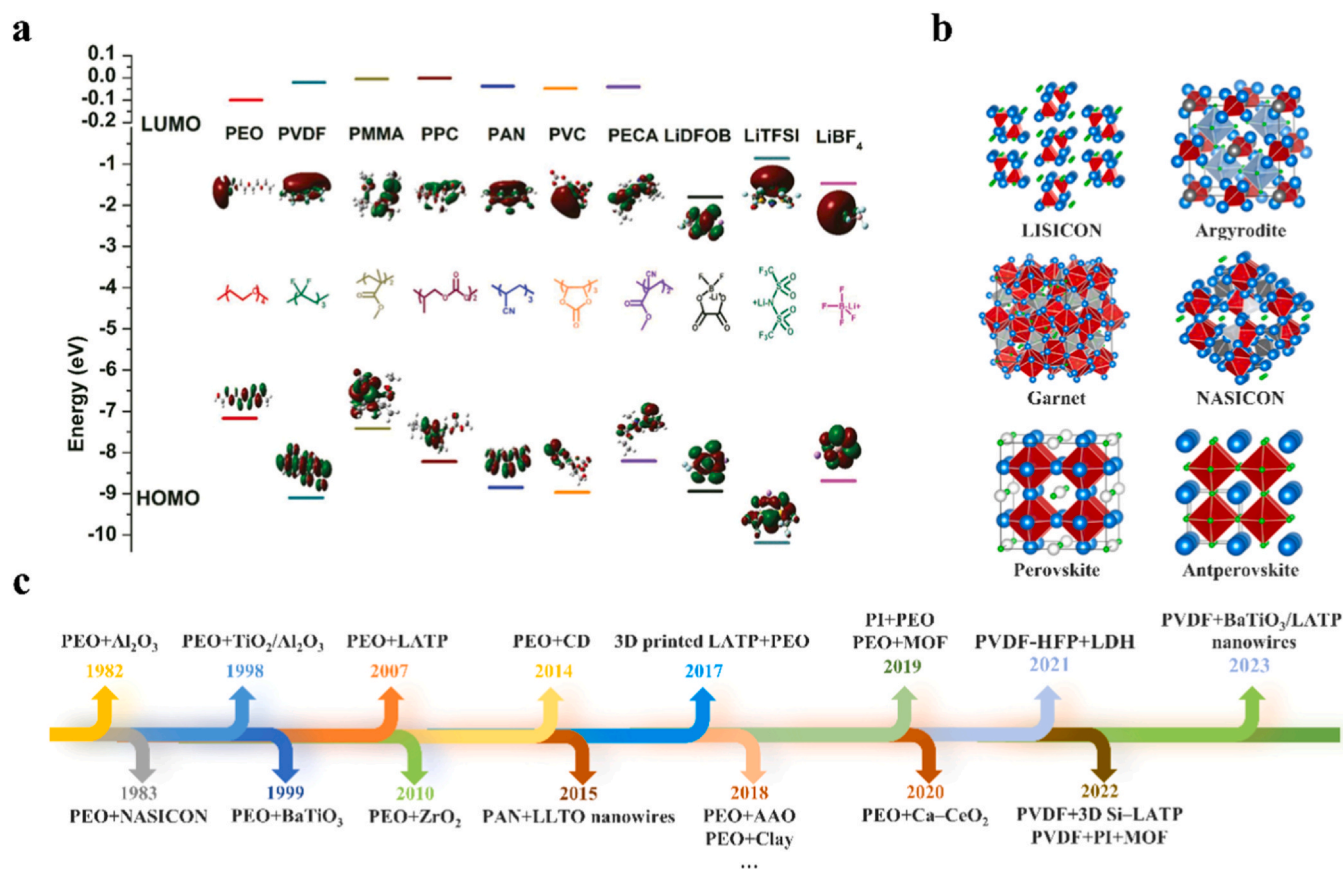 a
0.1
0.0
-0.1
-0.2
LUMO
PEO PVDF PMMA PPC PAN PVC PECA LiDFOB LiTFSI LiBF4
-1
-2
-4
-5
-6
-7
-8
-9
-10
Energy (eV)
HOMO
b
LISICON Argyrodite
Garnet NASICON
Perovskite Antperovskite
c
PEO+Al2O3 PEO+TiO2/Al2O3 PEO+LATP PEO+CD 3D printed LATP+PEO PI+PEO
PEO+MOF PVDF-HFP+LDH PVDF+BaTiO3/LATP
nanowires
1982 1998 2007 2014 2017 2019 2021 2023
1983 1999 2010 2015 2018 2020 2022
PEO+NASICON PEO+BaTiO3 PEO+ZrO2 PAN+LLTO nanowires PEO+AAO PEO+Ca–CeO2 PVDF+3D Si–LATP
PEO+Clay PVDF+PI+MOF
...